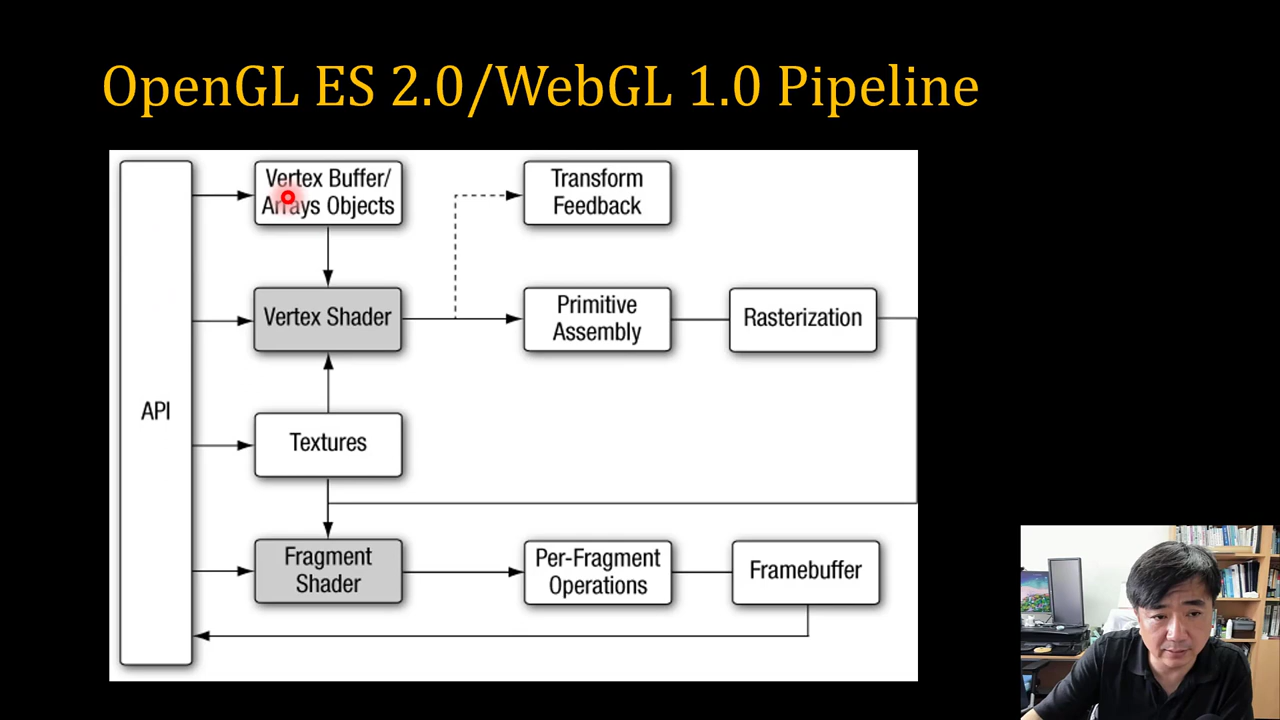 OpenGL ES 2.0/WebGL 1.0 Pipeline
Vertex Buffer/
Arrays Objects
Transform
Feedback
Vertex Shader
Primitive
Assembly
Rasterization
API
Textures
Fragment
Shader
Per-Fragment
Operations
Framebuffer